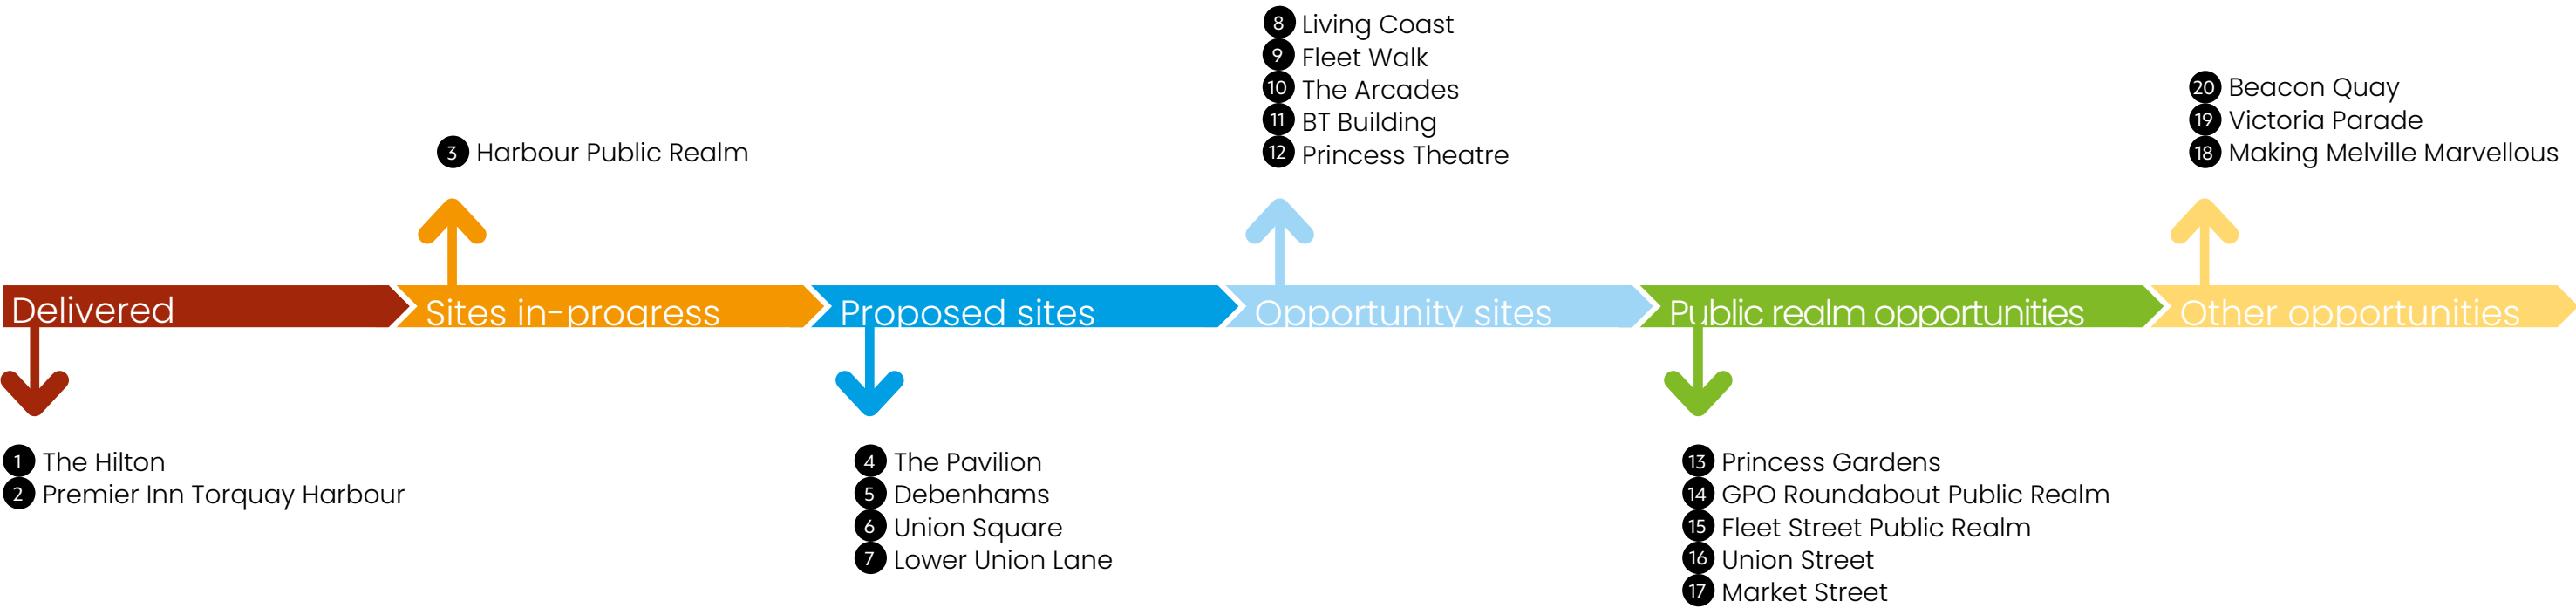 8 Living Coast
9 Fleet Walk
10 The Arcades
11 BT Building
12 Princess Theatre
20 Beacon Quay
19 Victoria Parade
18 Making Melville Marvellous
3 Harbour Public Realm
Delivered
Sites in-progress
Proposed sites
Opportunity sites
Public realm opportunities
Other opportunities
1 The Hilton
2 Premier Inn Torquay Harbour
4 The Pavilion
5 Debenhams
6 Union Square
7 Lower Union Lane
13 Princess Gardens
14 GPO Roundabout Public Realm
15 Fleet Street Public Realm
16 Union Street
17 Market Street